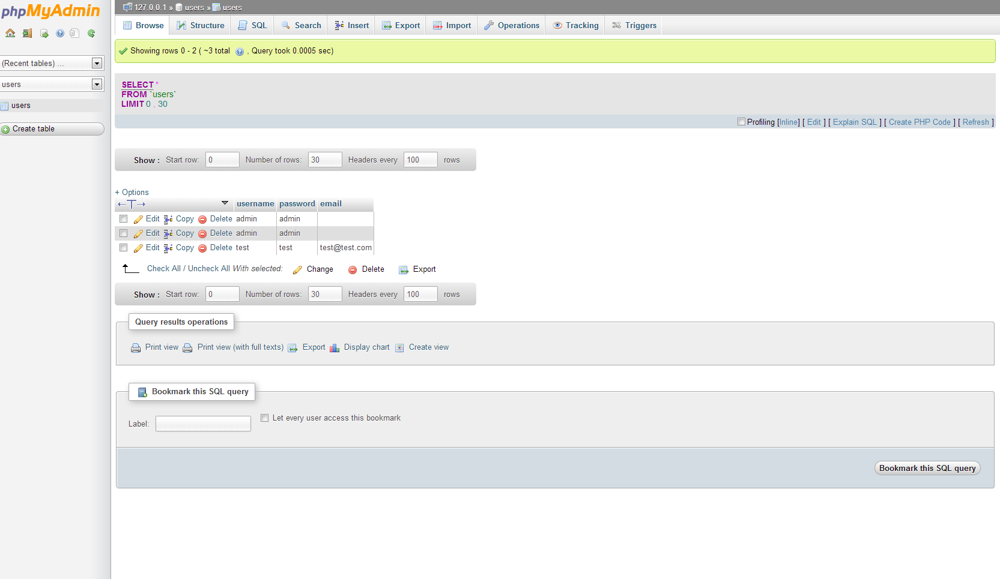 phpMyAdmin
127.0.0.1 » users » users
Browse Structure SQL Search Insert Export Import Operations Tracking Triggers
(Recent tables) ...
users
users
Create table
Showing rows 0 - 2 ( ~3 total , Query took 0.0005 sec)
SELECT *
FROM `users`
LIMIT 0 , 30
Profiling [Inline] [ Edit ] [ Explain SQL ] [ Create PHP Code ] [ Refresh ]
Show : Start row: 0 Number of rows: 30 Headers every 100 rows
+ Options
←T→ username password email
Edit Copy Delete admin admin
Edit Copy Delete admin admin
Edit Copy Delete test test test@test.com
Check All / Uncheck All With selected: Change Delete Export
Show : Start row: 0 Number of rows: 30 Headers every 100 rows
Query results operations
Print view Print view (with full texts) Export Display chart Create view
Bookmark this SQL query
Label: Let every user access this bookmark
Bookmark this SQL query